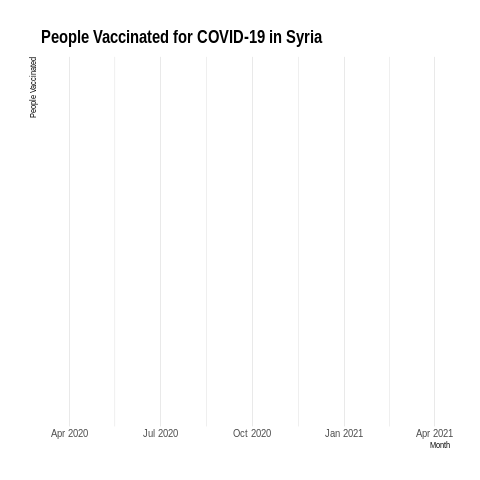 People Vaccinated for COVID-19 in Syria
People Vaccinated
Apr 2020 Jul 2020 Oct 2020 Jan 2021 Apr 2021
Month